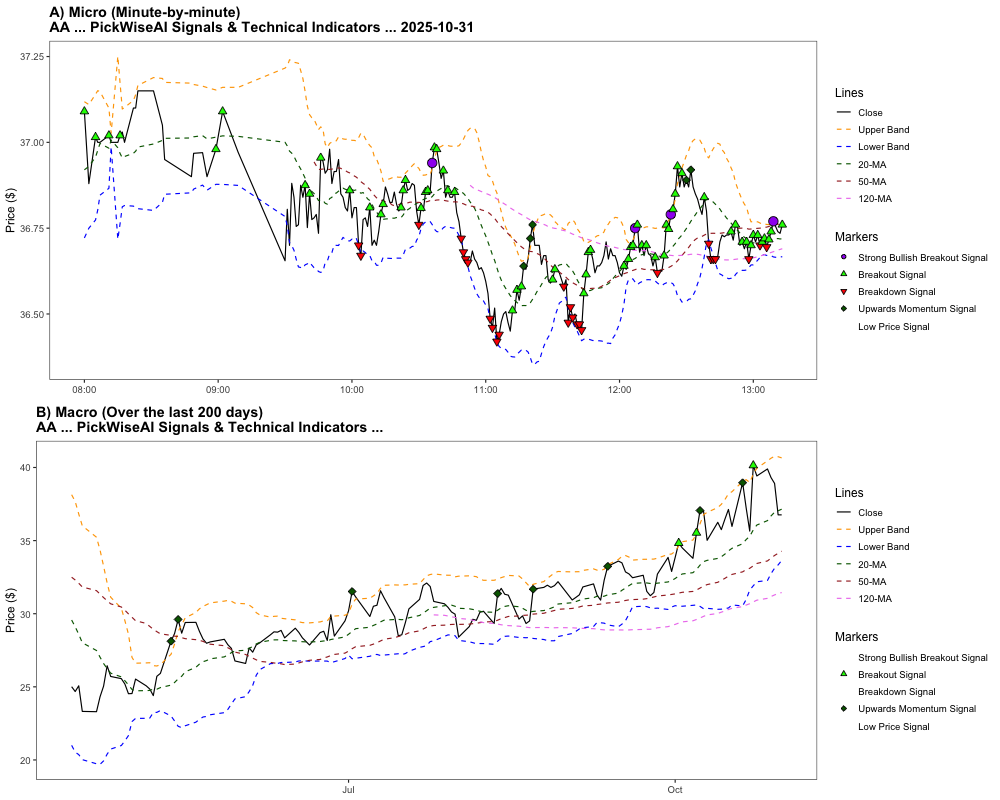 A) Micro (Minute-by-minute)
AA ... PickWiseAI Signals & Technical Indicators ... 2025-10-31
Price ($)
37.25
37.00
36.75
36.50
08:00
09:00
10:00
11:00
12:00
13:00
Lines
Close
Upper Band
Lower Band
20-MA
50-MA
120-MA
Markers
Strong Bullish Breakout Signal
Breakout Signal
Breakdown Signal
Upwards Momentum Signal
Low Price Signal
B) Macro (Over the last 200 days)
AA ... PickWiseAI Signals & Technical Indicators ...
Price ($)
40
35
30
25
20
Jul
Oct
Lines
Close
Upper Band
Lower Band
20-MA
50-MA
120-MA
Markers
Strong Bullish Breakout Signal
Breakout Signal
Breakdown Signal
Upwards Momentum Signal
Low Price Signal